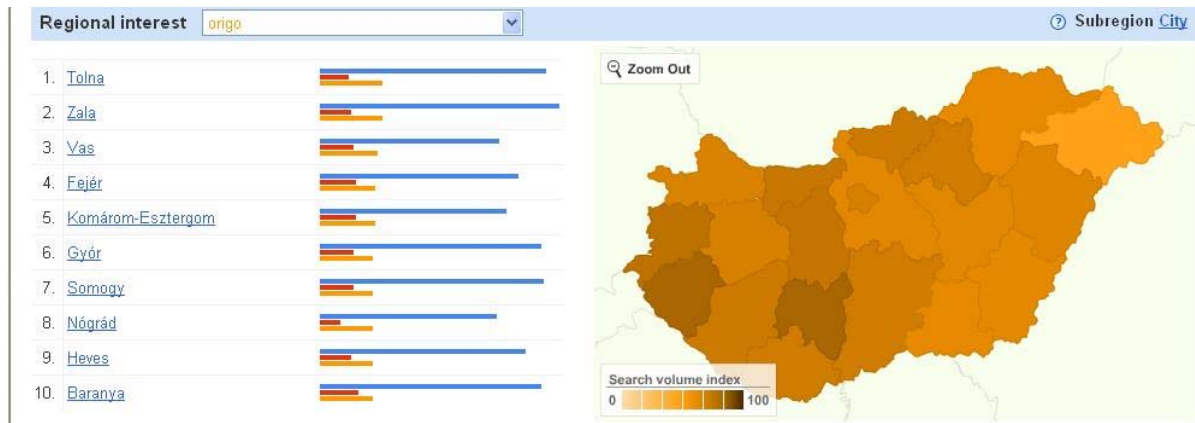 Regional interest origo Subregion City
Zoom Out
1. Tolna
2. Zala
3. Vas
4. Fejér
5. Komárom-Esztergom
6. Gyór
7. Somogy
8. Nógrád
9. Heves
10. Baranya
Search volume index
0 100